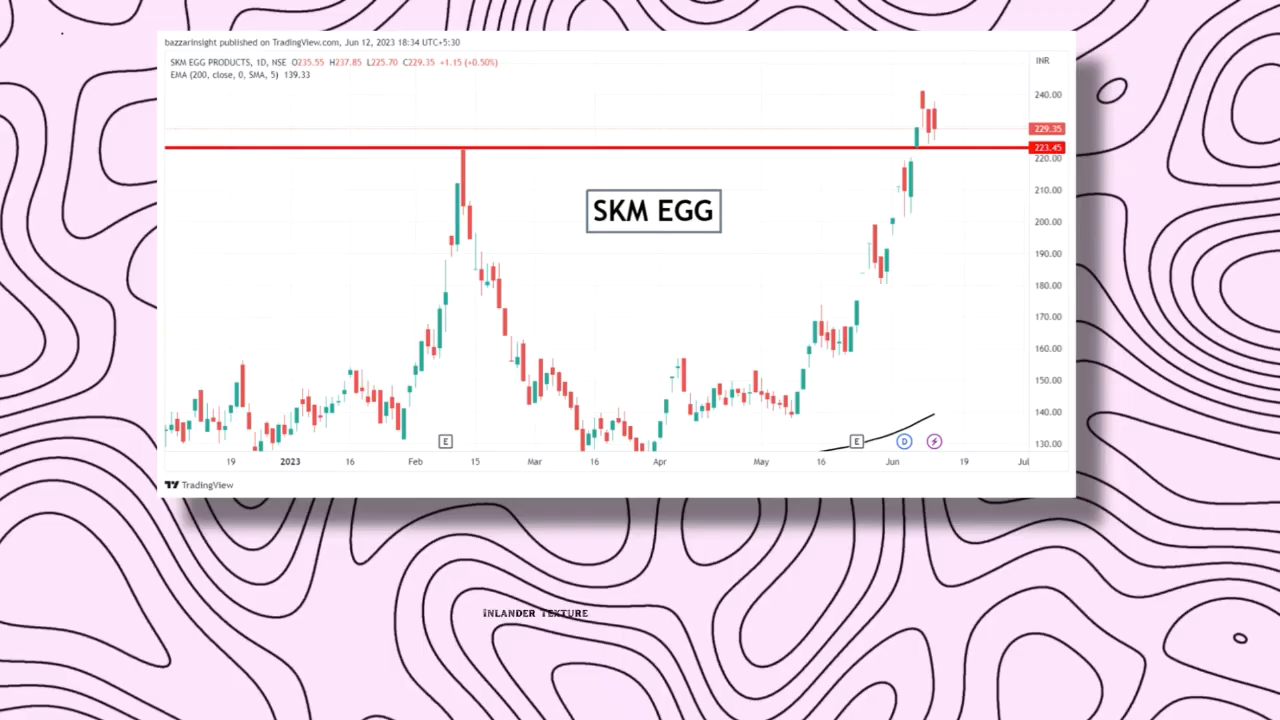 bazzarinsight published on TradingView.com, Jun 12, 2023 18:34 UTC+5:30
SKM EGG PRODUCTS, 1D, NSE O235.55 H237.85 L225.70 C229.35 +1.15 (+0.50%)
INR
EMA (200, close, 0, SMA, 5) 139.33
240.00
229.35
223.45
220.00
SKM EGG
210.00
200.00
190.00
180.00
170.00
160.00
150.00
140.00
130.00
E
E
D
19 2023 16 Feb 15 Mar 16 Apr May 16 Jun 19 Jul
TradingView
INLANDER TEXTURE